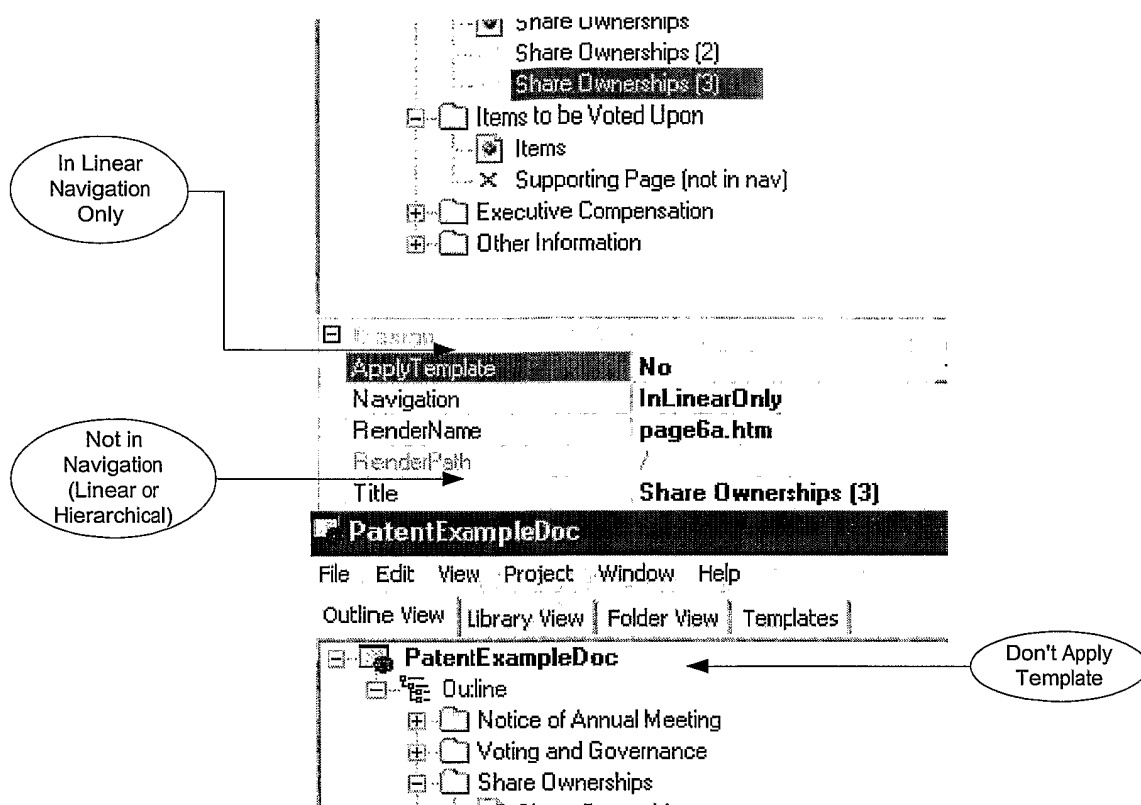 Share Ownerships
Share Ownerships (2)
Share Ownerships (3)
Items to be Voted Upon
Items
Supporting Page (not in nav)
Executive Compensation
Other Information
In Linear
Navigation
Only
Design
ApplyTemplate No
Navigation InLinearOnly
RenderName page6a.htm
RenderPath /
Title Share Ownerships (3)
Not in
Navigation
(Linear or
Hierarchical)
PatentExampleDoc
File Edit View Project Window Help
Outline View Library View Folder View Templates
PatentExampleDoc
Outline
Notice of Annual Meeting
Voting and Governance
Share Ownerships
Don't Apply
Template